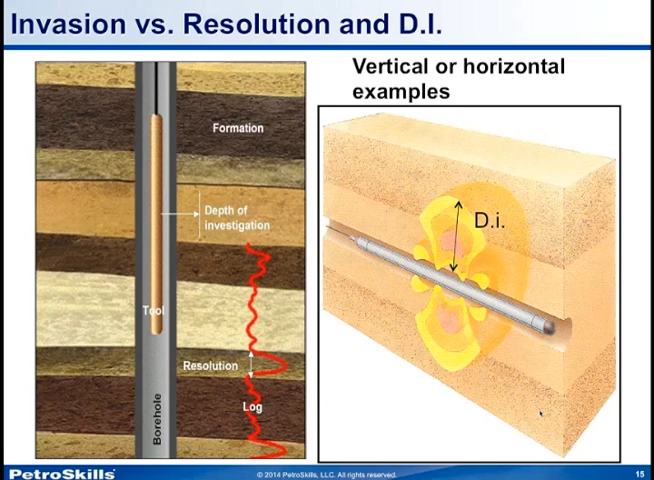 Invasion vs. Resolution and D.I.
Vertical or horizontal
examples
Formation
Depth of
investigation
Tool
Resolution
Log
Borehole
D.i.
PetroSkills
© 2014 PetroSkills, LLC. All rights reserved.
15